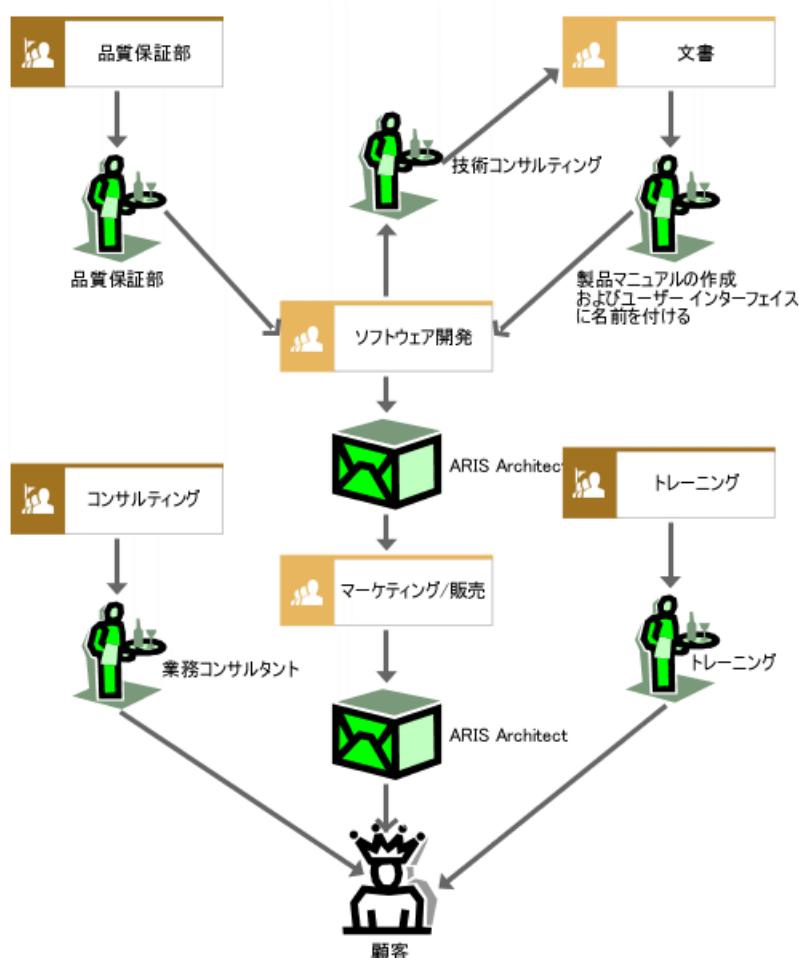 品質保証部
文書
技術コンサルティング
品質保証部
製品マニュアルの作成
およびユーザー インターフェイス
に名前を付ける
ソフトウェア開発
ARIS Architect
コンサルティング
トレーニング
マーケティング/販売
業務コンサルタント
トレーニング
ARIS Architect
顧客